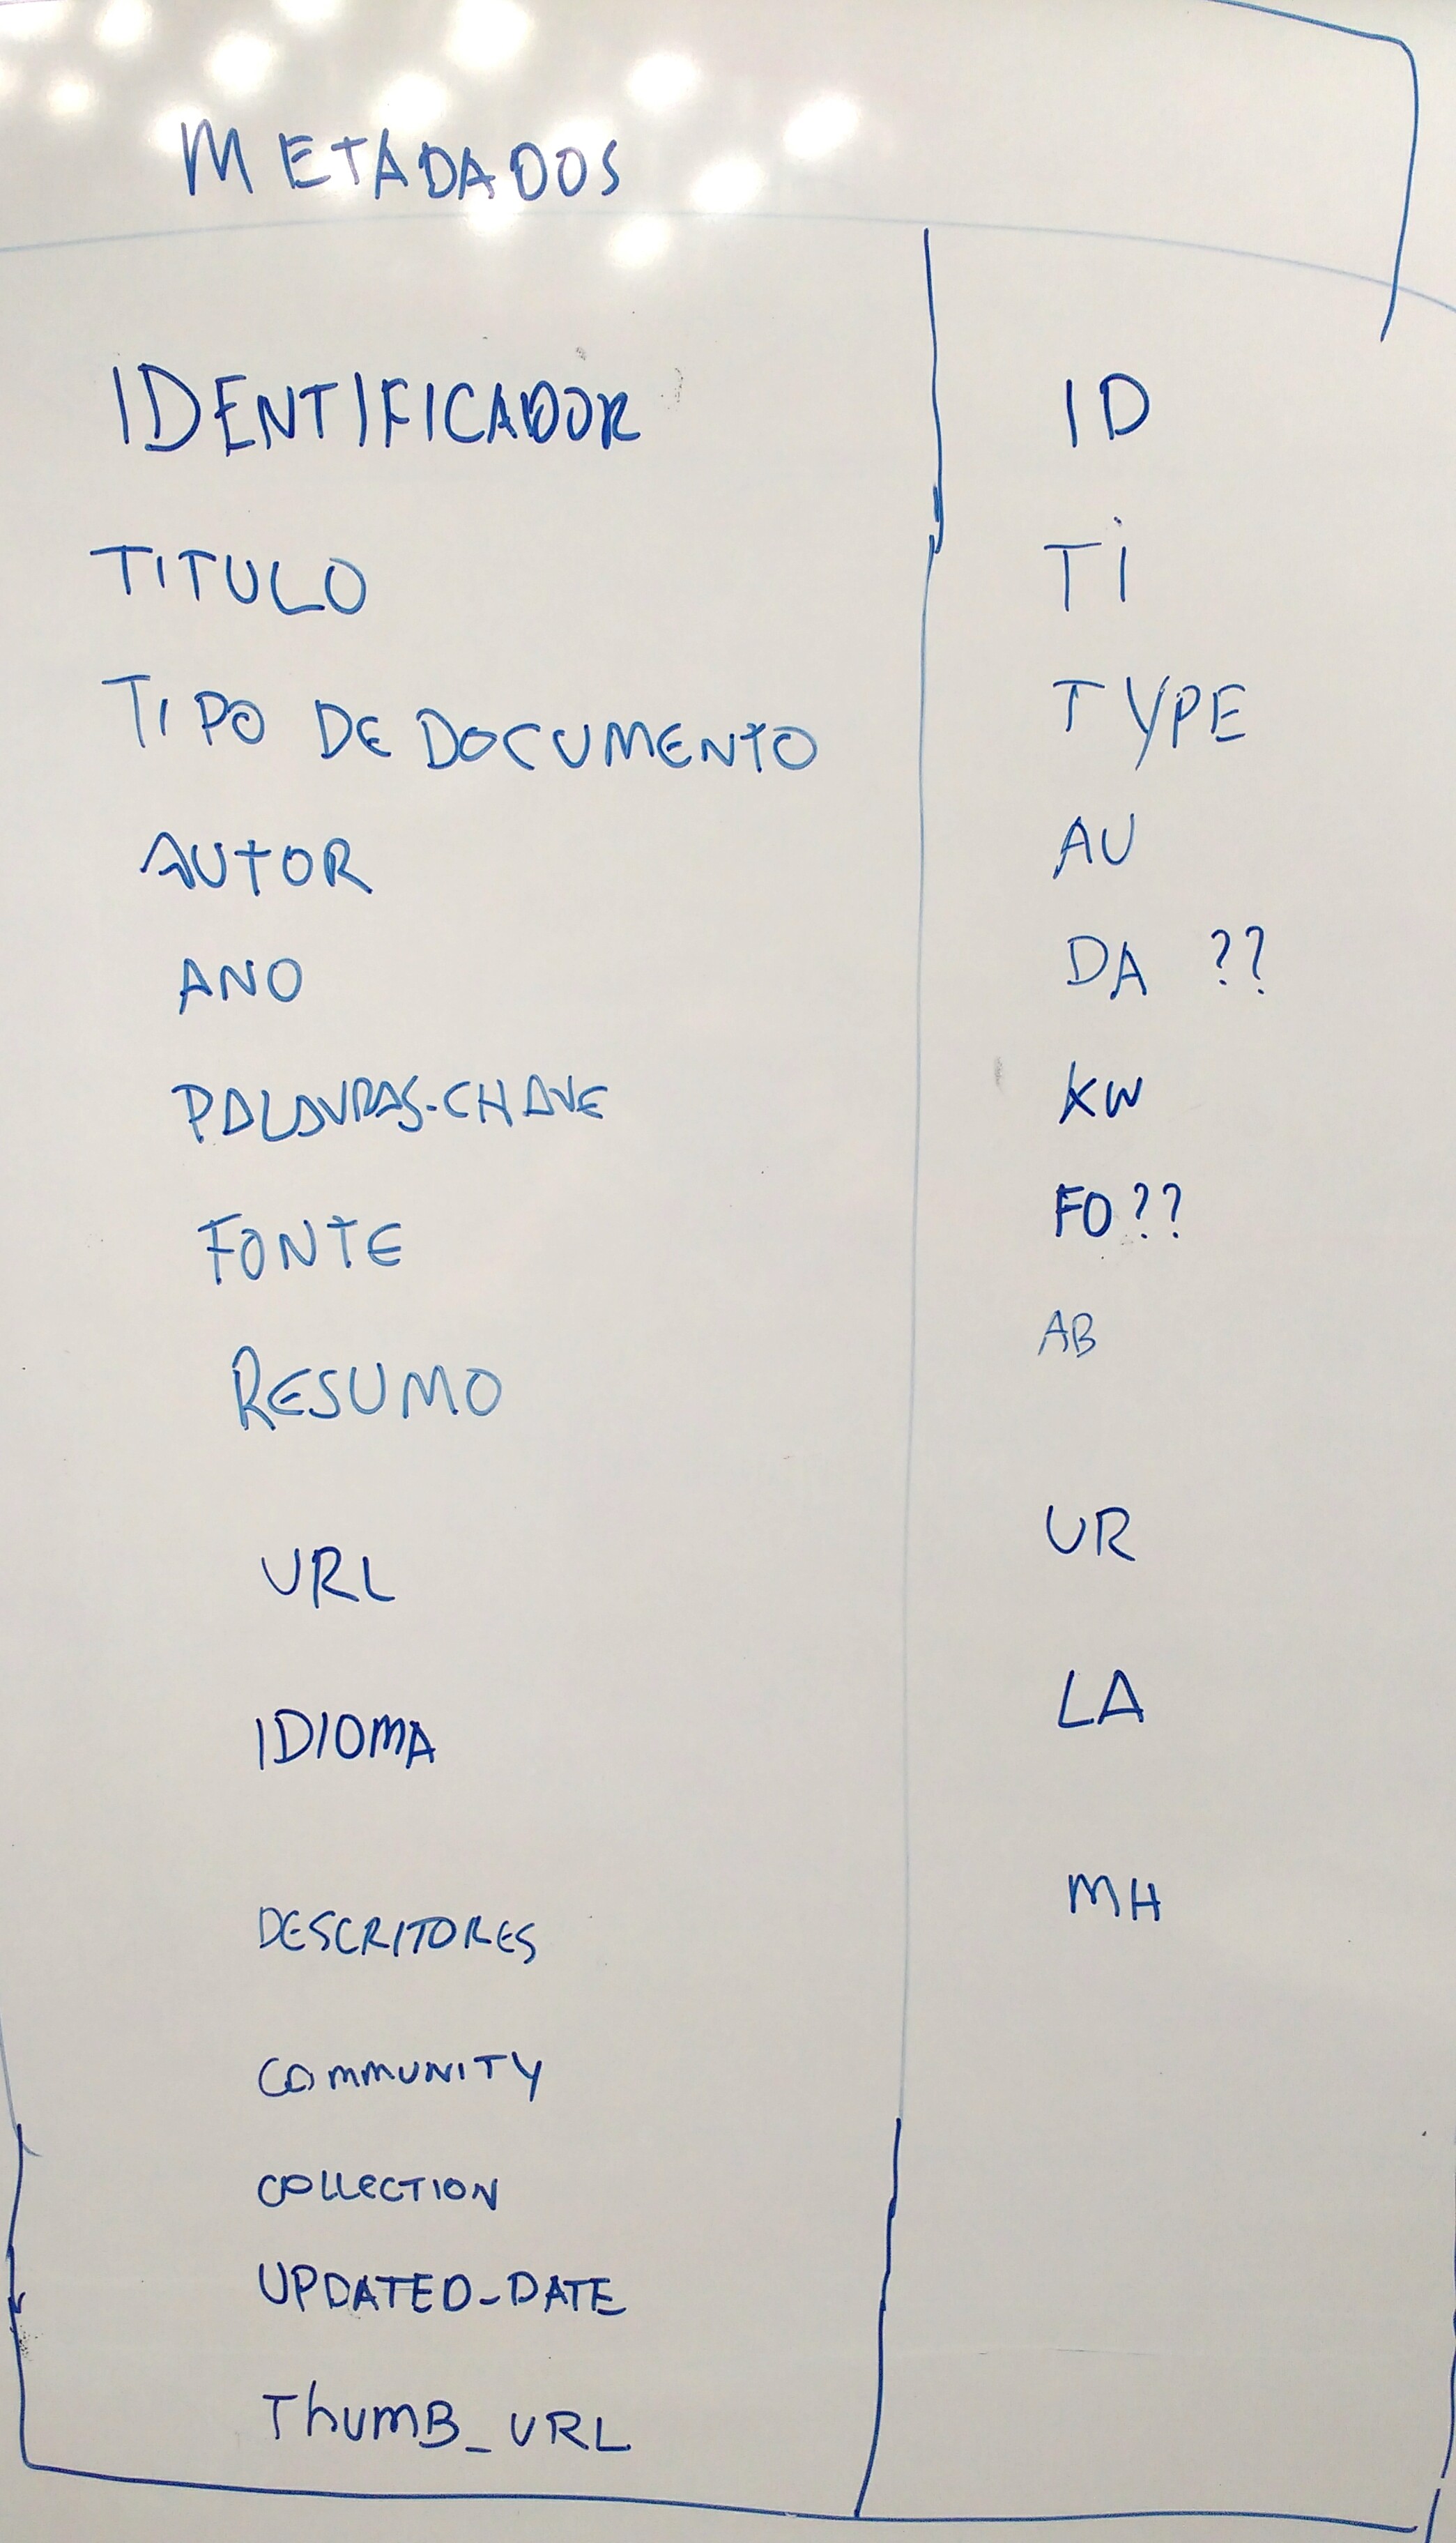 METADADOS
IDENTIFICADOR ID
TITULO Ti
TIPO DE DOCUMENTO TYPE
AUTOR AU
ANO DA ??
PALAVRAS-CHAVE KW
FONTE FO??
RESUMO AB
URL UR
IDIOMA LA
DESCRITORES MH
COMMUNITY
COLLECTION
UPDATED-DATE
ThumB_URL